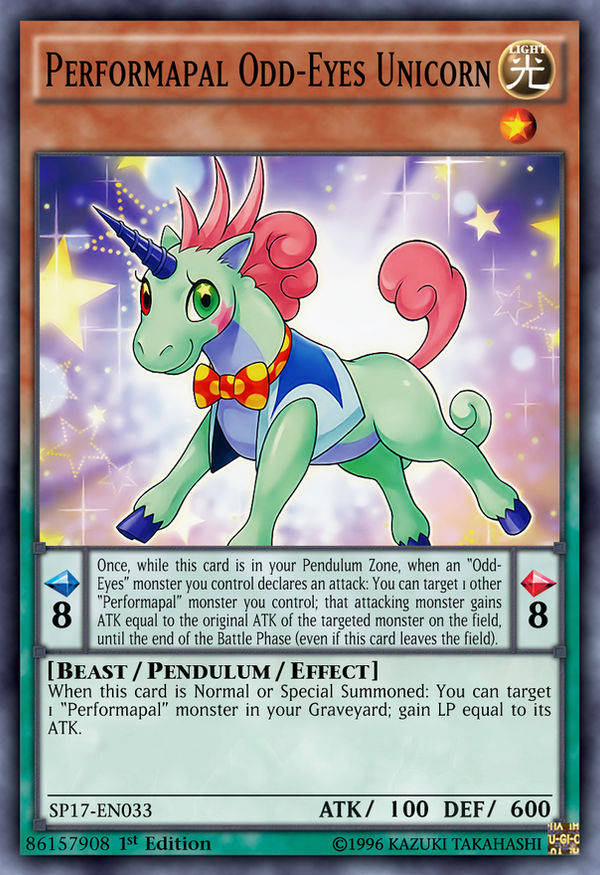 Performapal Odd-Eyes Unicorn
LIGHT
光
Once, while this card is in your Pendulum Zone, when an “Odd-
Eyes” monster you control declares an attack: You can target 1 other
“Performapal” monster you control; that attacking monster gains
ATK equal to the original ATK of the targeted monster on the field,
until the end of the Battle Phase (even if this card leaves the field).
8
8
[Beast / Pendulum / Effect]
When this card is Normal or Special Summoned: You can target
1 “Performapal” monster in your Graveyard; gain LP equal to its
ATK.
SP17-EN033
ATK/ 100 DEF/ 600
86157908 1st Edition
©1996 KAZUKI TAKAHASHI